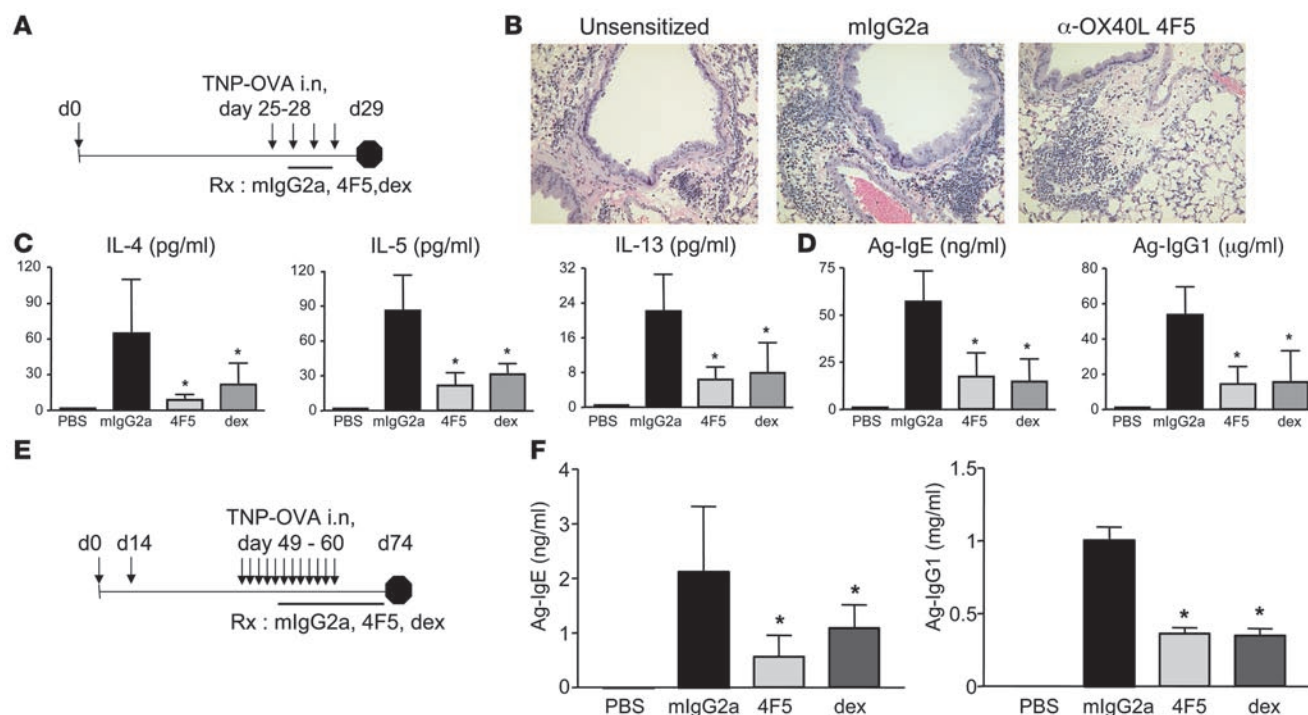 A
TNP-OVA i.n,
d0 day 25-28 d29
Rx : mIgG2a, 4F5,dex
B
Unsensitized mIgG2a α-OX40L 4F5
C
IL-4 (pg/ml)
120
90
60
30
0
PBS mIgG2a 4F5 dex
* *
IL-5 (pg/ml)
120
90
60
30
0
PBS mIgG2a 4F5 dex
* *
IL-13 (pg/ml)
32
24
16
8
0
PBS mIgG2a 4F5 dex
* *
D
Ag-IgE (ng/ml)
75
50
25
0
PBS mIgG2a 4F5 dex
* *
Ag-IgG1 (μg/ml)
80
60
40
20
0
PBS mIgG2a 4F5 dex
* *
E
TNP-OVA i.n,
d0 d14 day 49 - 60 d74
Rx : mIgG2a, 4F5, dex
F
Ag-IgE (ng/ml)
4
3
2
1
0
PBS mIgG2a 4F5 dex
* *
Ag-IgG1 (mg/ml)
1.5
1
0.5
0
PBS mIgG2a 4F5 dex
* *